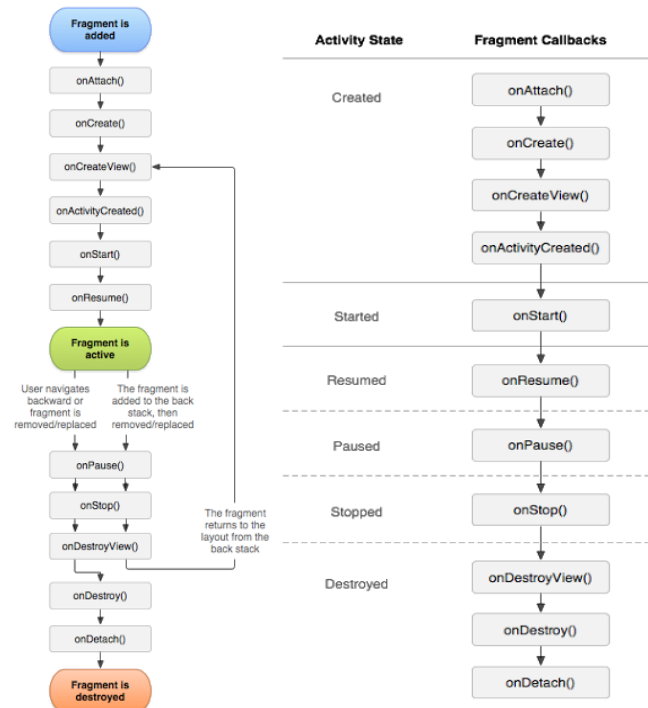 Fragment is
added
onAttach()
onCreate()
onCreateView()
onActivityCreated()
onStart()
onResume()
Fragment is
active
User navigates
backward or
fragment is
removed/replaced
The fragment is
added to the back
stack, then
removed/replaced
onPause()
onStop()
onDestroyView()
The fragment
returns to the
layout from the
back stack
onDestroy()
onDetach()
Fragment is
destroyed
Activity State
Fragment Callbacks
Created
onAttach()
onCreate()
onCreateView()
onActivityCreated()
Started
onStart()
Resumed
onResume()
Paused
onPause()
Stopped
onStop()
Destroyed
onDestroyView()
onDestroy()
onDetach()